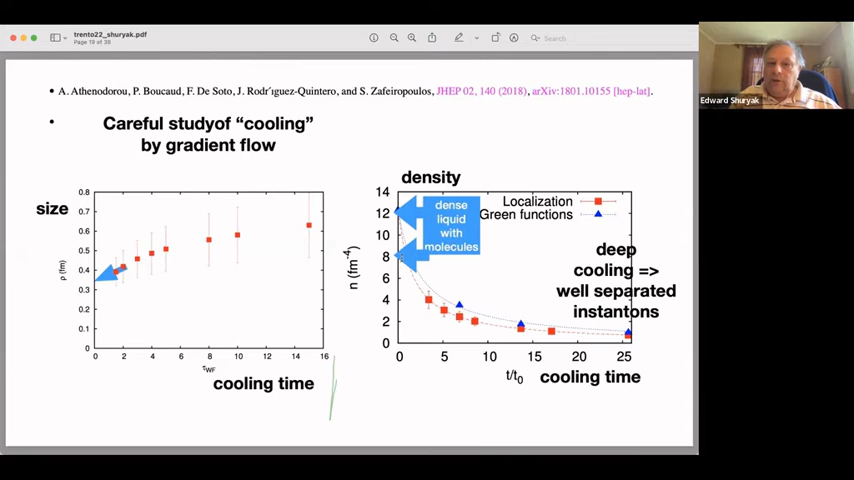 trento22_shuryak.pdf
Page 19 of 38
Search...
Edward Shuryak
• A. Athenodorou, P. Boucaud, F. De Soto, J. Rodr´ıguez-Quintero, and S. Zafeiropoulos, JHEP 02, 140 (2018), arXiv:1801.10155 [hep-lat].
• Careful studyof “cooling”
by gradient flow
size
0.8
0.7
0.6
0.5
0.4
0.3
0.2
0.1
0
ρ (fm)
0 2 4 6 8 10 12 14 16
τWF
cooling time
density
14
12
10
8
6
4
2
0
n (fm-4)
Localization
Green functions
dense
liquid
with
molecules
deep
cooling =>
well separated
instantons
0 5 10 15 20 25
t/t0 cooling time